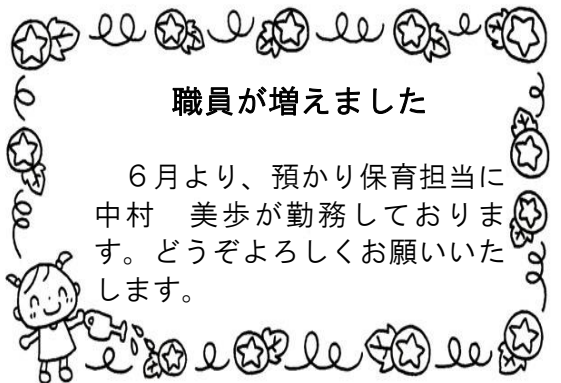 職員が増えました
　６月より、預かり保育担当に
中村　美歩が勤務しておりま
す。どうぞよろしくお願いいた
します。